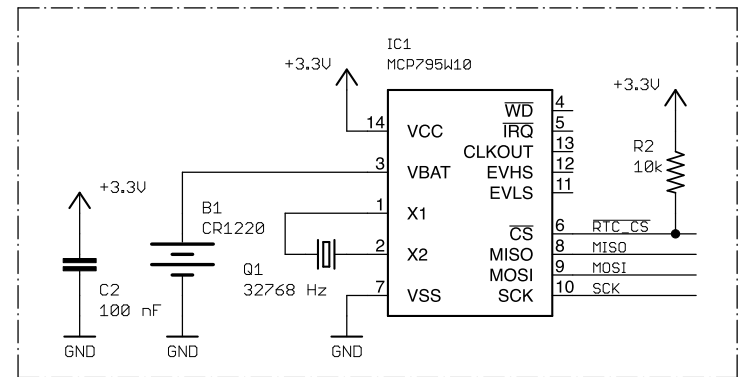 IC1
MCP795W10
+3.3V
+3.3V
WD 4
14 VCC
IRQ 5
CLKOUT 13
R2
10k
3 VBAT
EVHS 12
EVLS 11
+3.3V
B1
CR1220
1 X1
CS 6 RTC_CS
2 X2
MISO 8 MISO
Q1
32768 Hz
MOSI 9 MOSI
7 VSS
SCK 10 SCK
C2
100 nF
GND
GND
GND